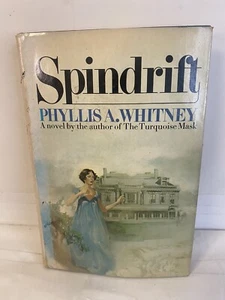 Spindrift
PHYLLIS A. WHITNEY
A novel by the author of The Turquoise Mask